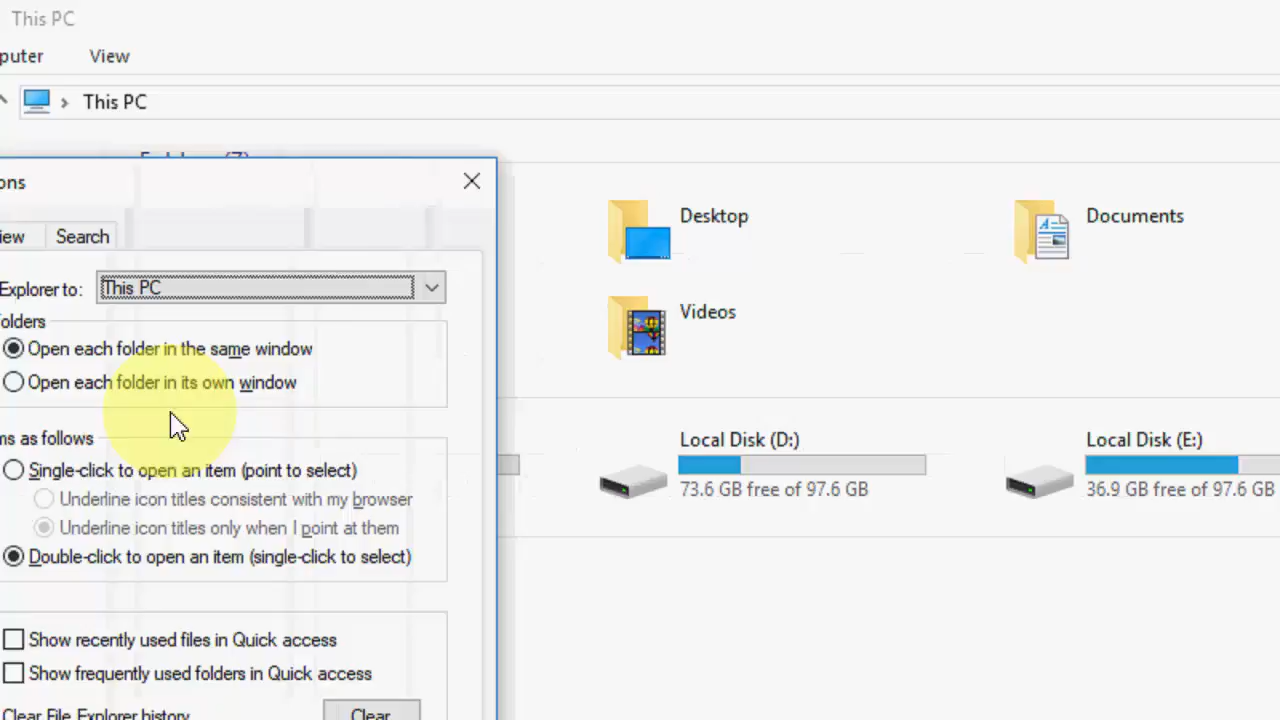 This PC
puter View
This PC
ons
iew Search
Explorer to: This PC
olders
Open each folder in the same window
Open each folder in its own window
ms as follows
Single-click to open an item (point to select)
Underline icon titles consistent with my browser
Underline icon titles only when I point at them
Double-click to open an item (single-click to select)
Show recently used files in Quick access
Show frequently used folders in Quick access
Clear File Explorer history
Clear
Desktop
Documents
Videos
Local Disk (D:)
73.6 GB free of 97.6 GB
Local Disk (E:)
36.9 GB free of 97.6 GB